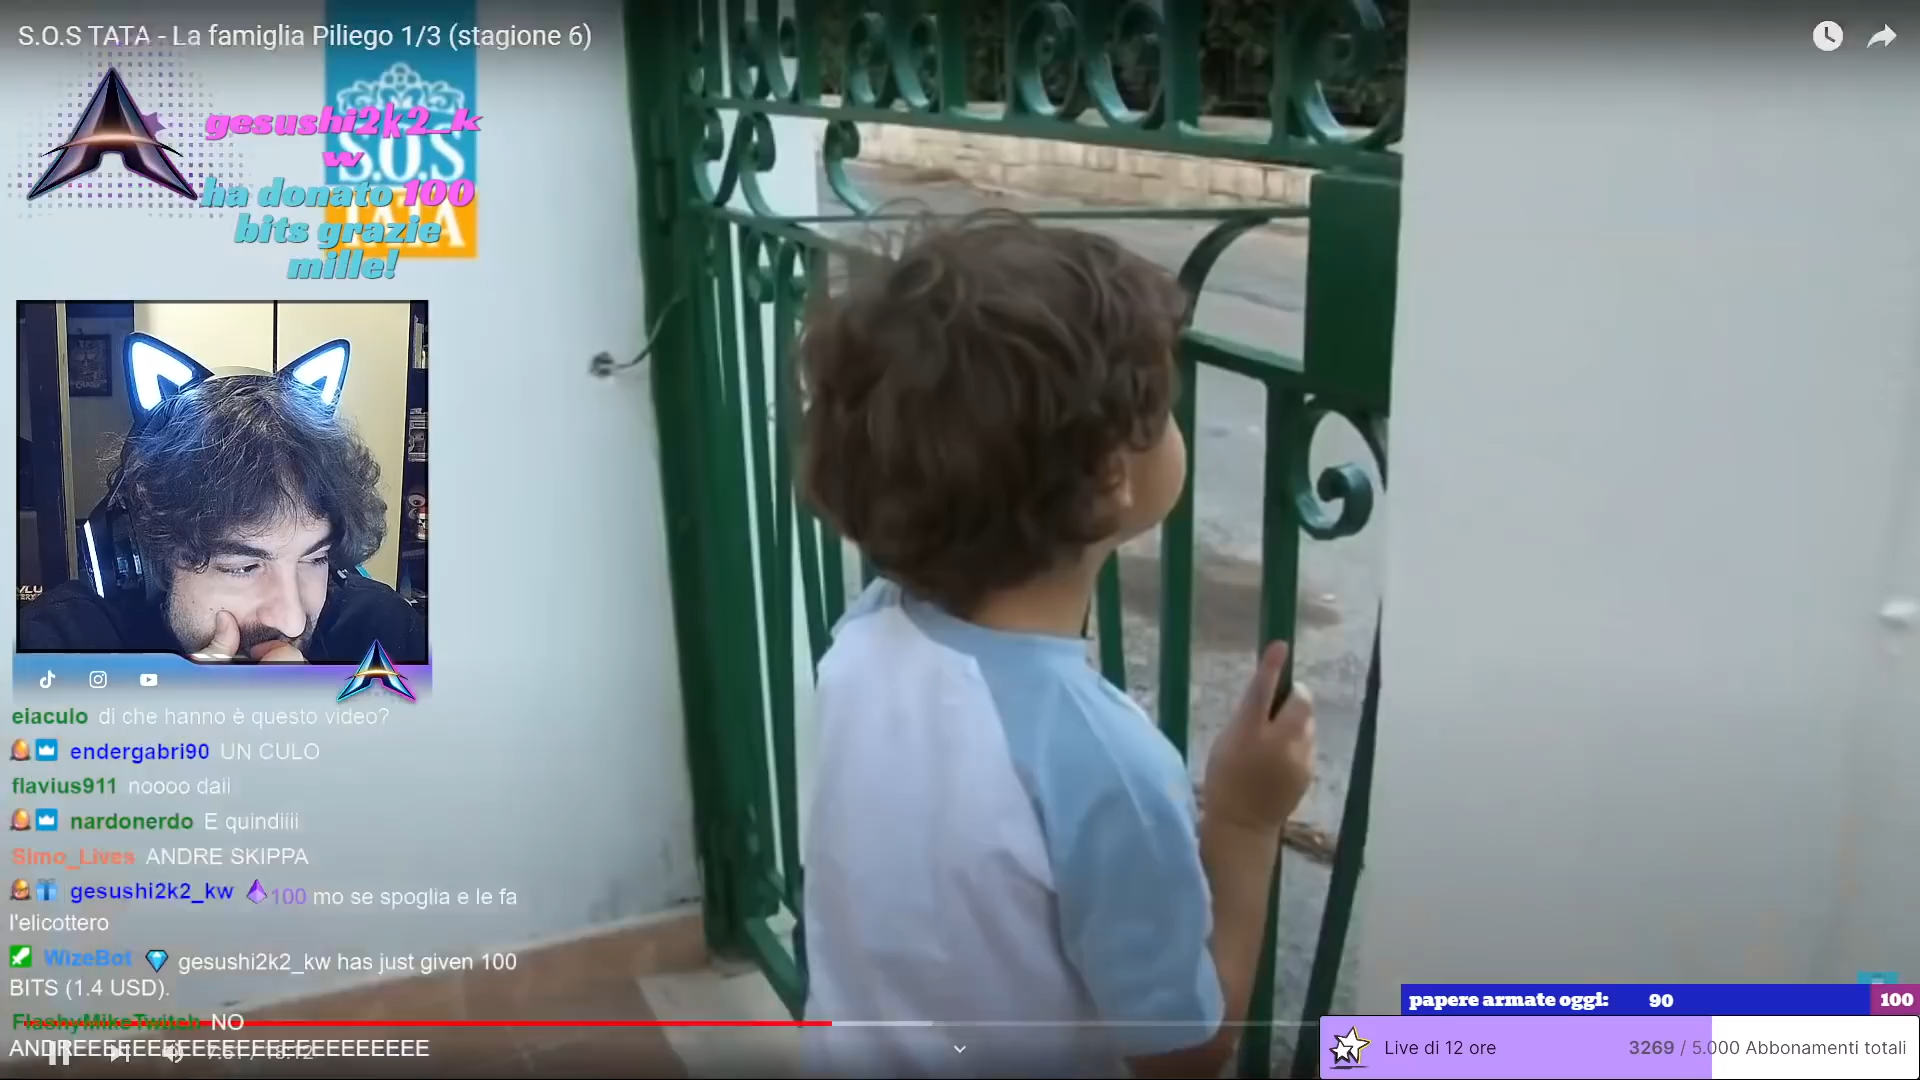 S.O.S TATA - La famiglia Piliego 1/3 (stagione 6)
gesushi2k2_k
w
ha donato 100
bits grazie
mille!
S.O.S
TATA
eiaculo di che hanno è questo video?
endergabri90 UN CULO
flavius911 noooo daii
nardonerdo E quindiiii
Simo_Lives ANDRE SKIPPA
gesushi2k2_kw 100 mo se spoglia e le fa
l'elicottero
WizeBot gesushi2k2_kw has just given 100
BITS (1.4 USD).
FlashyMikeTwitch NO
ANDREEEEEEEEEEEEEEEEEEEEE
papere armate oggi: 90 100
Live di 12 ore 3269 / 5.000 Abbonamenti totali